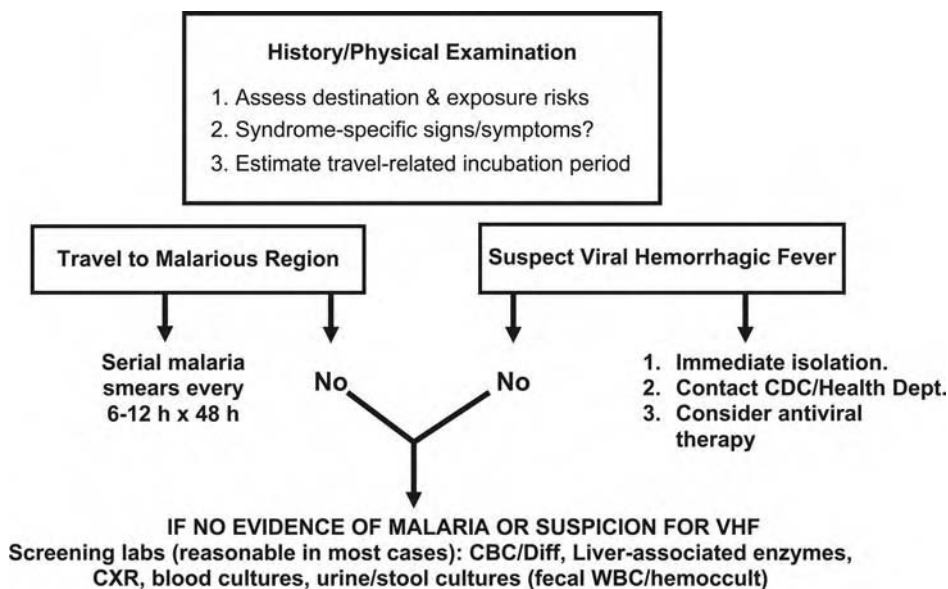 History/Physical Examination
1. Assess destination & exposure risks
2. Syndrome-specific signs/symptoms?
3. Estimate travel-related incubation period
Travel to Malarious Region
Suspect Viral Hemorrhagic Fever
Serial malaria
smears every
6-12 h x 48 h
No
No
1. Immediate isolation.
2. Contact CDC/Health Dept.
3. Consider antiviral
therapy
IF NO EVIDENCE OF MALARIA OR SUSPICION FOR VHF
Screening labs (reasonable in most cases): CBC/Diff, Liver-associated enzymes,
CXR, blood cultures, urine/stool cultures (fecal WBC/hemoccult)